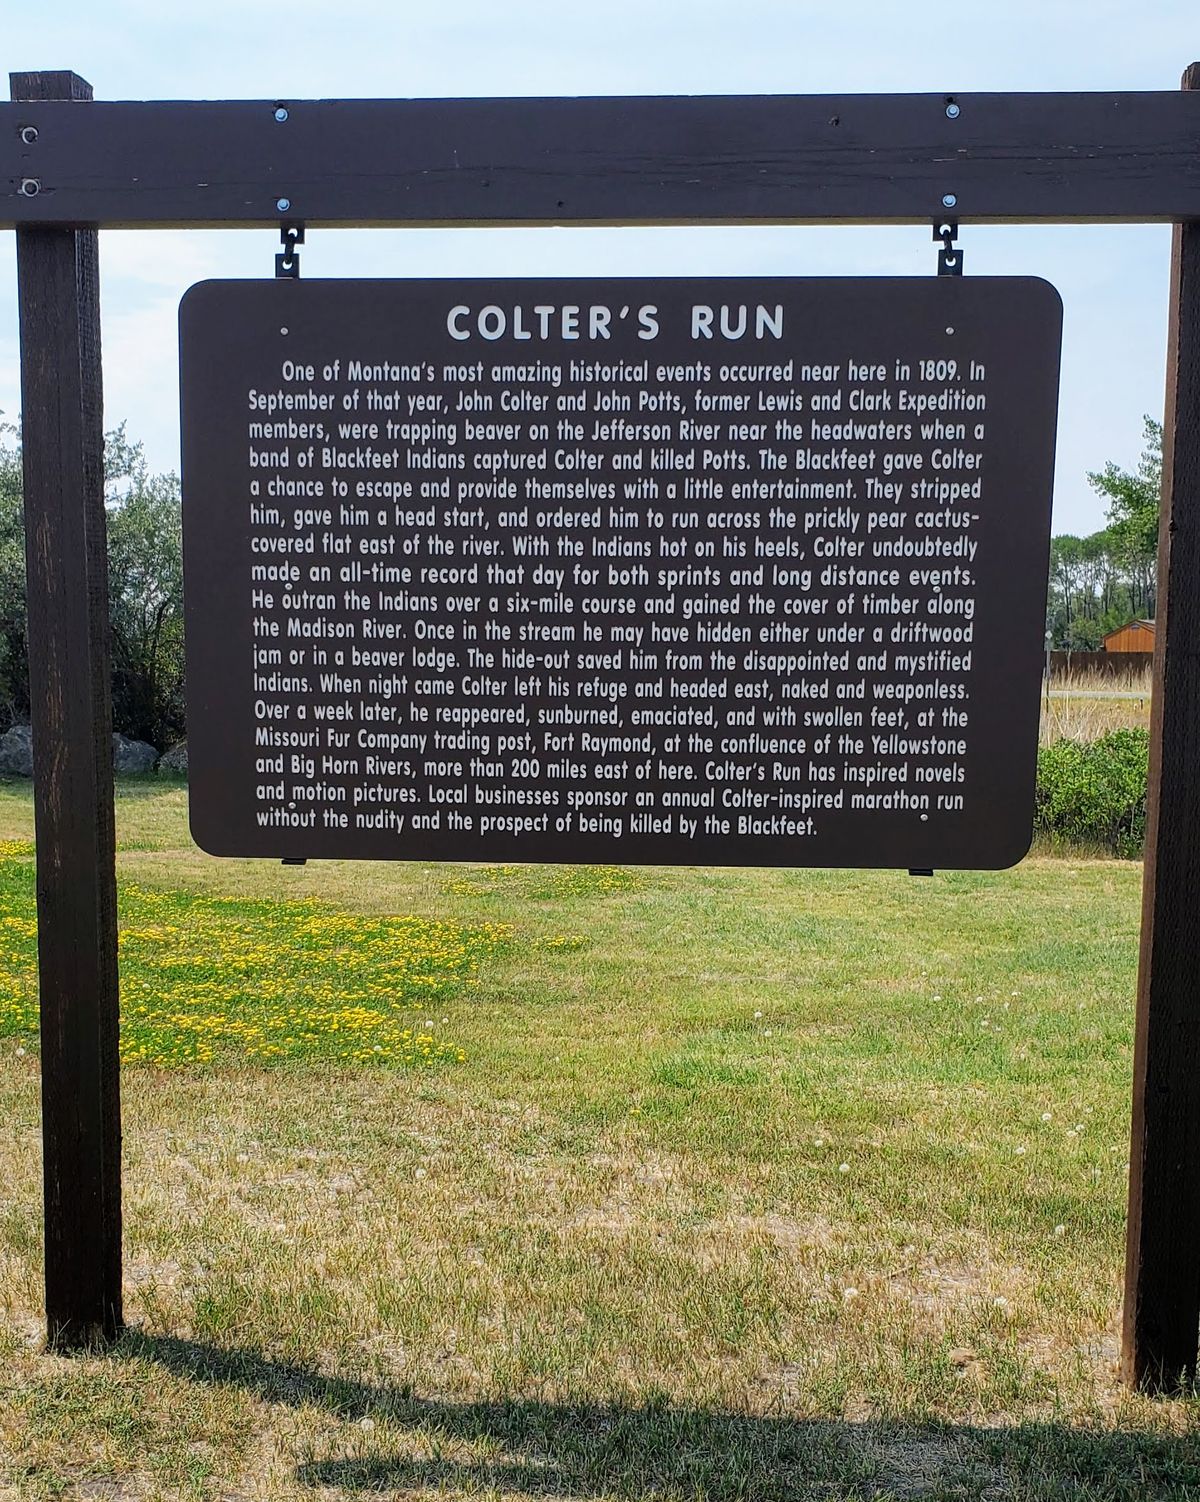 COLTER'S RUN
One of Montana's most amazing historical events occurred near here in 1809. In
September of that year, John Colter and John Potts, former Lewis and Clark Expedition
members, were trapping beaver on the Jefferson River near the headwaters when a
band of Blackfeet Indians captured Colter and killed Potts. The Blackfeet gave Colter
a chance to escape and provide themselves with a little entertainment. They stripped
him, gave him a head start, and ordered him to run across the prickly pear cactus-
covered flat east of the river. With the Indians hot on his heels, Colter undoubtedly
made an all-time record that day for both sprints and long distance events.
He outran the Indians over a six-mile course and gained the cover of timber along
the Madison River. Once in the stream he may have hidden either under a driftwood
jam or in a beaver lodge. The hide-out saved him from the disappointed and mystified
Indians. When night came Colter left his refuge and headed east, naked and weaponless.
Over a week later, he reappeared, sunburned, emaciated, and with swollen feet, at the
Missouri Fur Company trading post, Fort Raymond, at the confluence of the Yellowstone
and Big Horn Rivers, more than 200 miles east of here. Colter's Run has inspired novels
and motion pictures. Local businesses sponsor an annual Colter-inspired marathon run
without the nudity and the prospect of being killed by the Blackfeet.